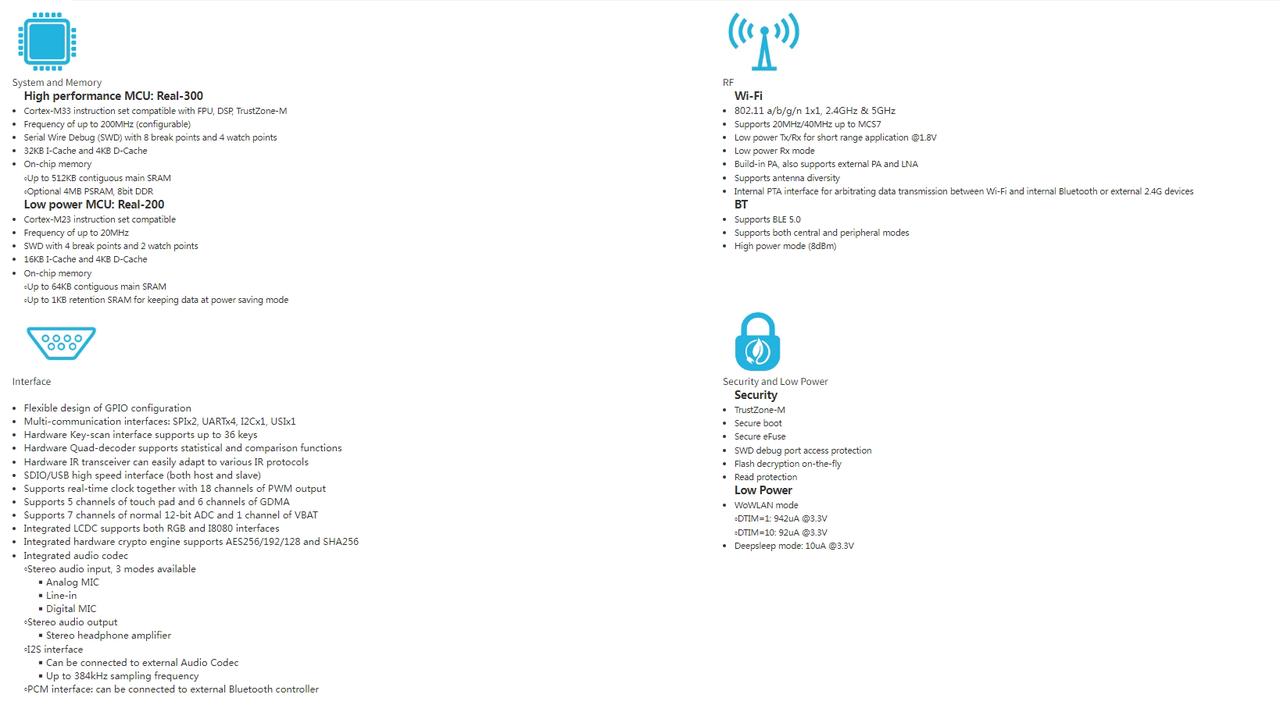 System and Memory
High performance MCU: Real-300
• Cortex-M33 instruction set compatible with FPU, DSP, TrustZone-M
• Frequency of up to 200MHz (configurable)
• Serial Wire Debug (SWD) with 8 break points and 4 watch points
• 32KB I-Cache and 4KB D-Cache
• On-chip memory
◦Up to 512KB contiguous main SRAM
◦Optional 4MB PSRAM, 8bit DDR
Low power MCU: Real-200
• Cortex-M23 instruction set compatible
• Frequency of up to 20MHz
• SWD with 4 break points and 2 watch points
• 16KB I-Cache and 4KB D-Cache
• On-chip memory
◦Up to 64KB contiguous main SRAM
◦Up to 1KB retention SRAM for keeping data at power saving mode
RF
Wi-Fi
• 802.11 a/b/g/n 1x1, 2.4GHz & 5GHz
• Supports 20MHz/40MHz up to MCS7
• Low power Tx/Rx for short range application @1.8V
• Low power Rx mode
• Build-in PA, also supports external PA and LNA
• Supports antenna diversity
• Internal PTA interface for arbitrating data transmission between Wi-Fi and internal Bluetooth or external 2.4G devices
BT
• Supports BLE 5.0
• Supports both central and peripheral modes
• High power mode (8dBm)
Interface
• Flexible design of GPIO configuration
• Multi-communication interfaces: SPIx2, UARTx4, I2Cx1, USIx1
• Hardware Key-scan interface supports up to 36 keys
• Hardware Quad-decoder supports statistical and comparison functions
• Hardware IR transceiver can easily adapt to various IR protocols
• SDIO/USB high speed interface (both host and slave)
• Supports real-time clock together with 18 channels of PWM output
• Supports 5 channels of touch pad and 6 channels of GDMA
• Supports 7 channels of normal 12-bit ADC and 1 channel of VBAT
• Integrated LCDC supports both RGB and I8080 interfaces
• Integrated hardware crypto engine supports AES256/192/128 and SHA256
• Integrated audio codec
◦Stereo audio input, 3 modes available
▪ Analog MIC
▪ Line-in
▪ Digital MIC
◦Stereo audio output
▪ Stereo headphone amplifier
◦I2S interface
▪ Can be connected to external Audio Codec
▪ Up to 384kHz sampling frequency
◦PCM interface: can be connected to external Bluetooth controller
Security and Low Power
Security
• TrustZone-M
• Secure boot
• Secure eFuse
• SWD debug port access protection
• Flash decryption on-the-fly
• Read protection
Low Power
• WoWLAN mode
◦DTIM=1: 942uA @3.3V
◦DTIM=10: 92uA @3.3V
• Deepsleep mode: 10uA @3.3V